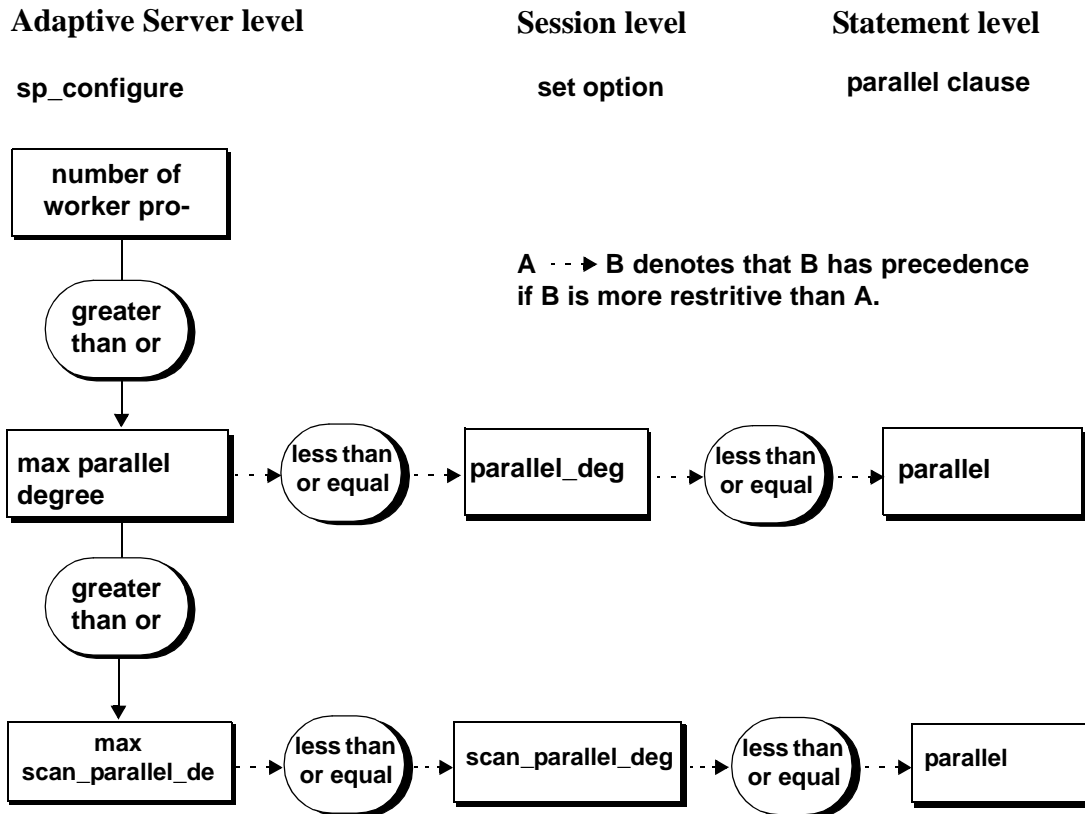 Adaptive Server level
Session level
Statement level
sp_configure
set option
parallel clause
number of
worker pro-
A B denotes that B has precedence
if B is more restritive than A.
greater
than or
max parallel
degree
less than
or equal
parallel_deg
less than
or equal
parallel
greater
than or
max
scan_parallel_de
less than
or equal
scan_parallel_deg
less than
or equal
parallel